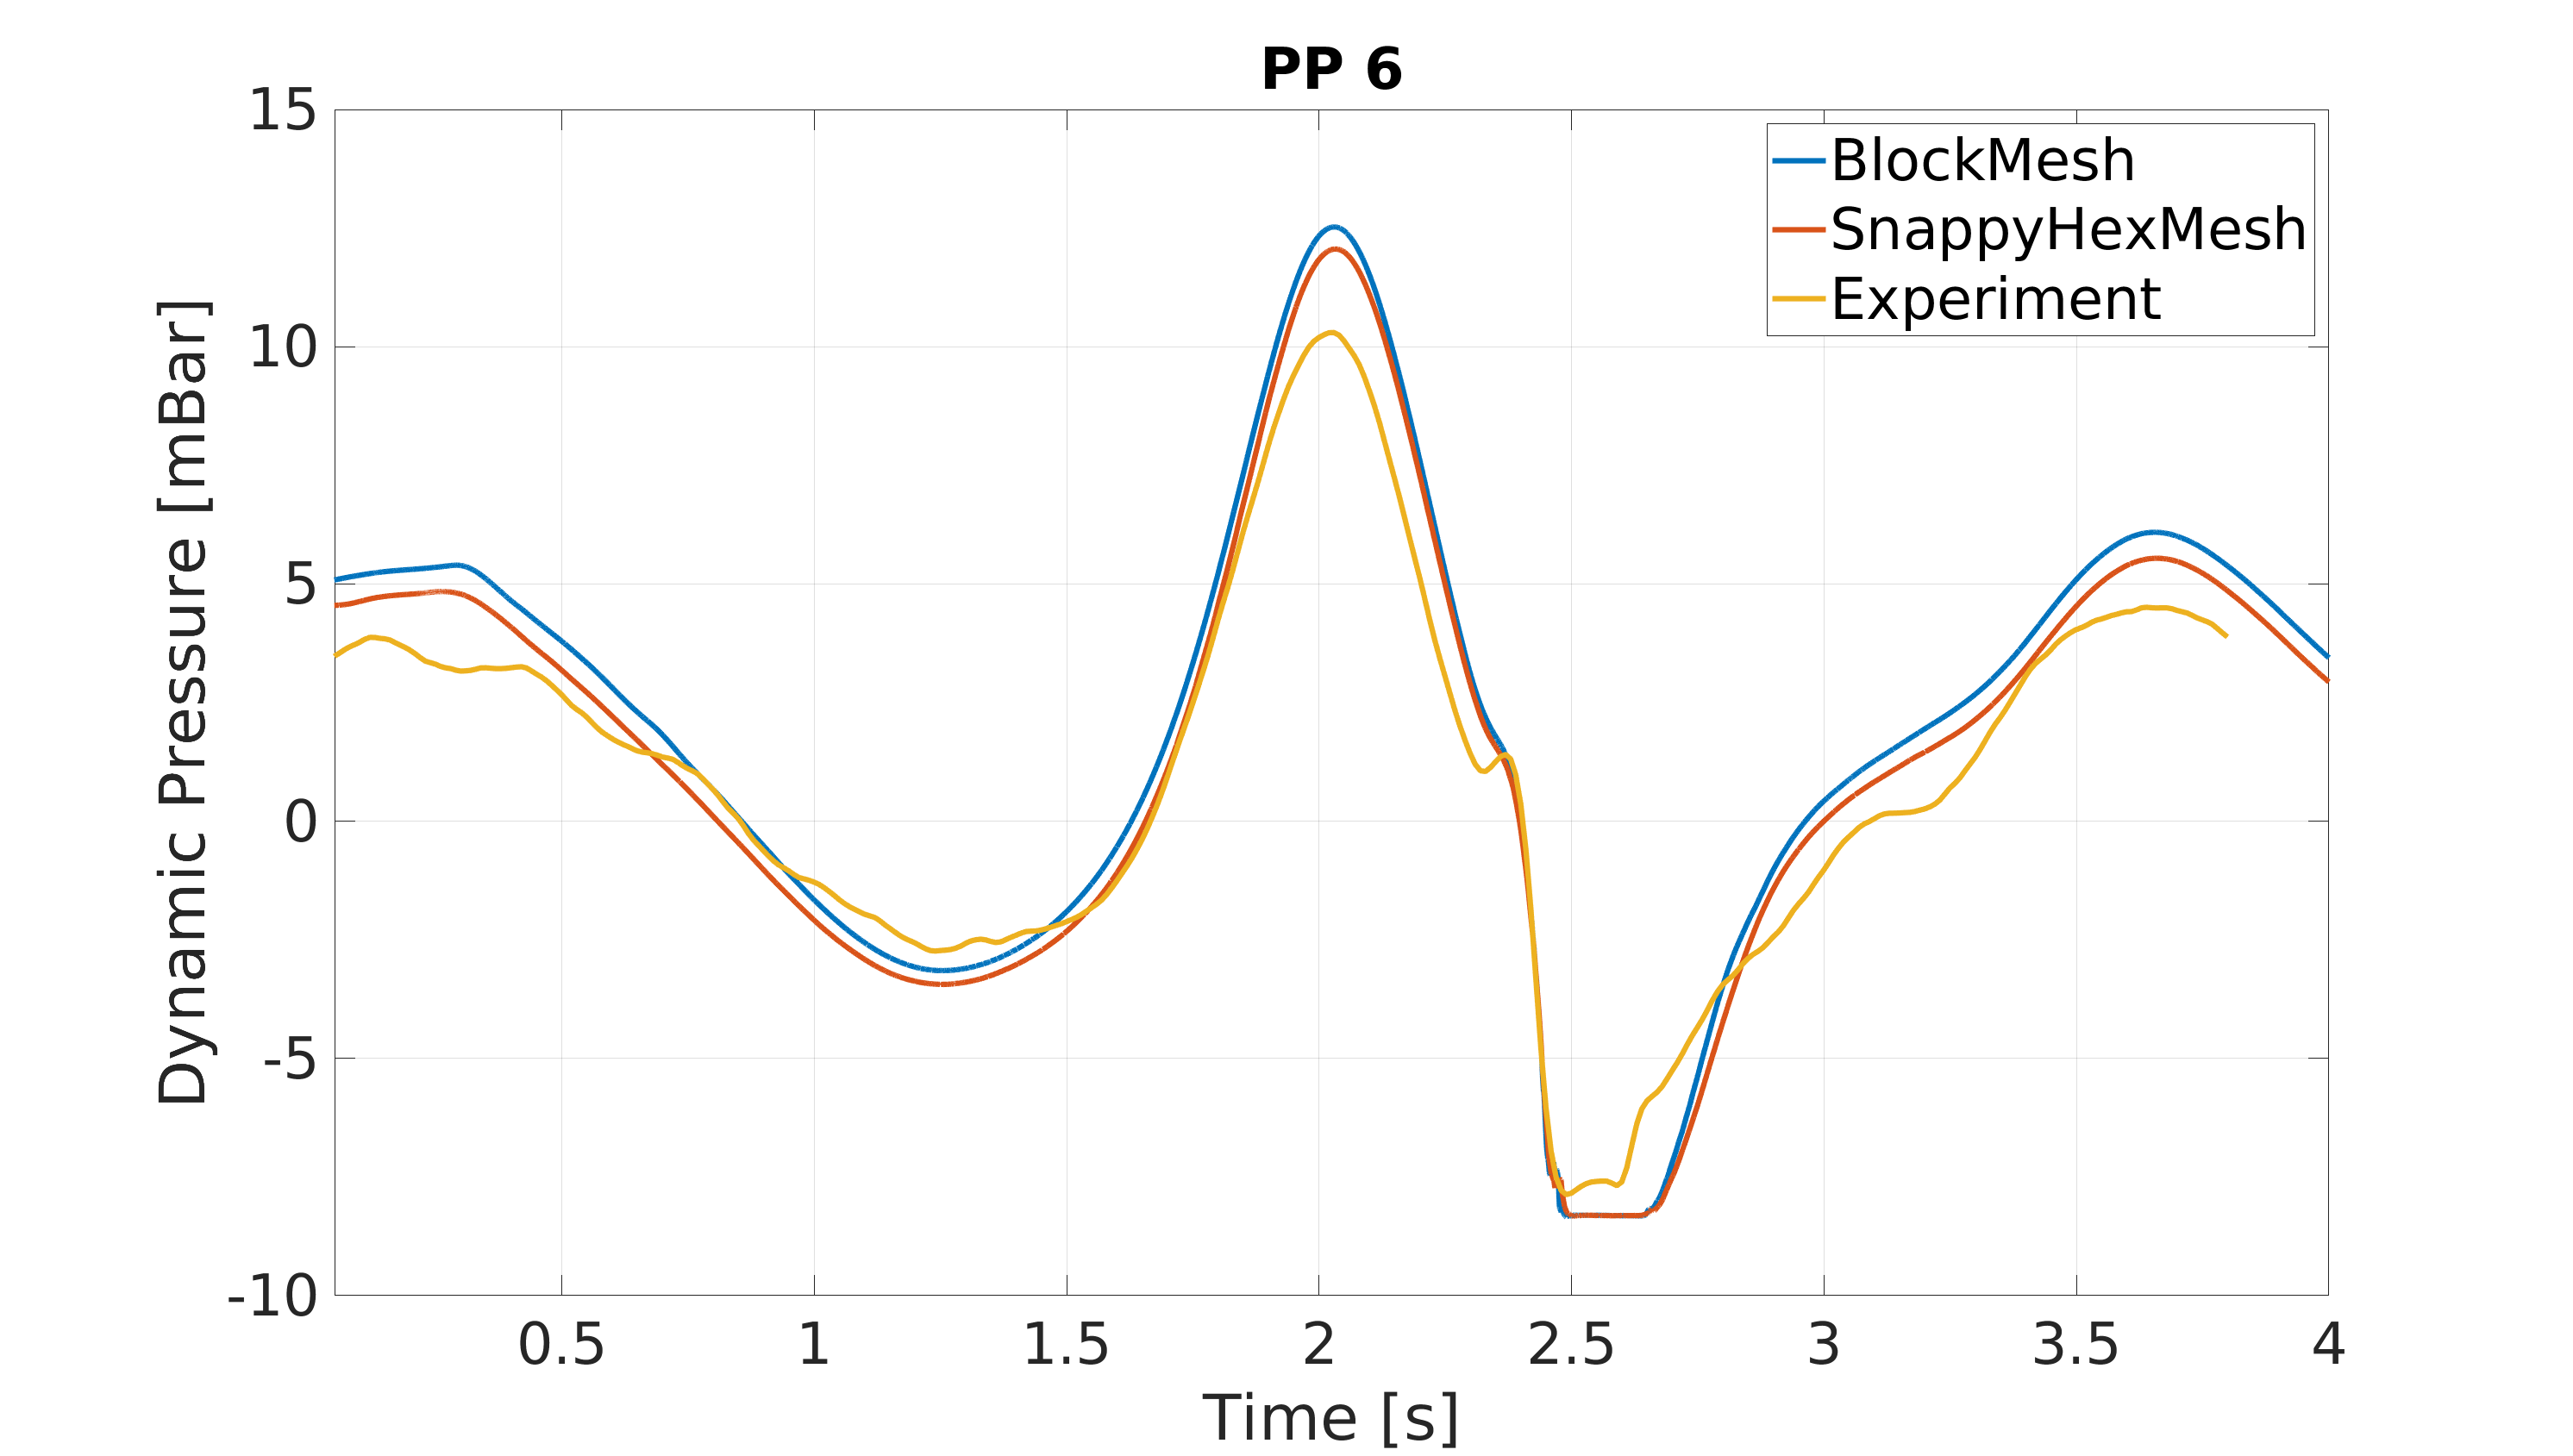 PP 6
15
10
5
0
-5
-10
Dynamic Pressure [mBar]
BlockMesh
SnappyHexMesh
Experiment
0.5 1 1.5 2 2.5 3 3.5 4
Time [s]